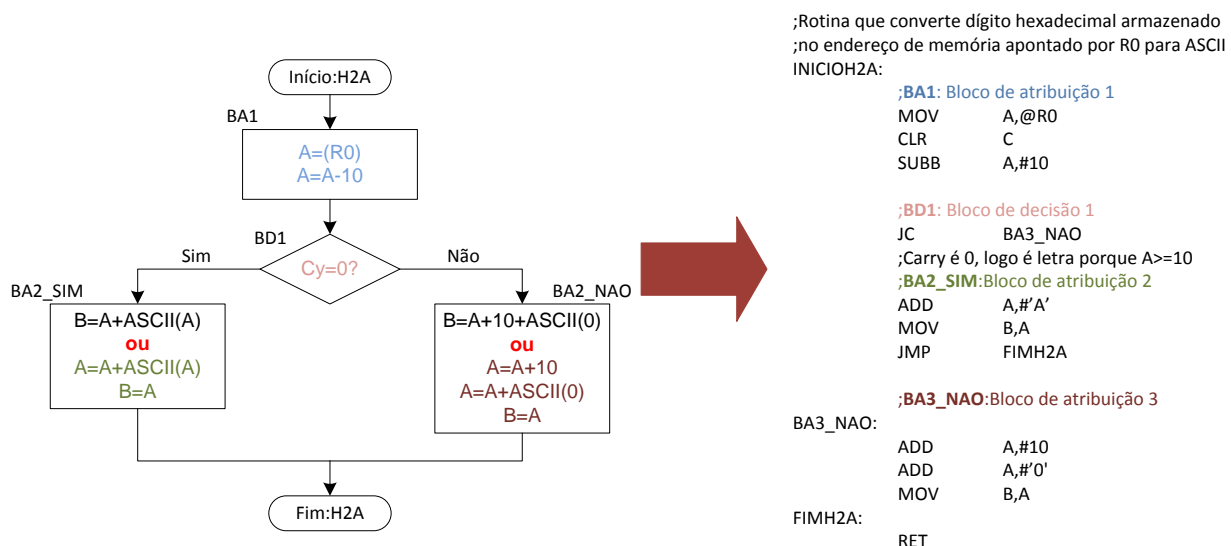 Início:H2A
BA1
A=(R0)
A=A-10
BD1
Cy=0?
Sim
Não
BA2_SIM
B=A+ASCII(A)
ou
A=A+ASCII(A)
B=A
BA2_NAO
B=A+10+ASCII(0)
ou
A=A+10
A=A+ASCII(0)
B=A
Fim:H2A
;Rotina que converte dígito hexadecimal armazenado
;no endereço de memória apontado por R0 para ASCII
INICIOH2A:
;BA1: Bloco de atribuição 1
MOV A,@R0
CLR C
SUBB A,#10
;BD1: Bloco de decisão 1
JC BA3_NAO
;Carry é 0, logo é letra porque A>=10
;BA2_SIM:Bloco de atribuição 2
ADD A,#’A’
MOV B,A
JMP FIMH2A
;BA3_NAO:Bloco de atribuição 3
BA3_NAO:
ADD A,#10
ADD A,#’0'
MOV B,A
FIMH2A:
RET